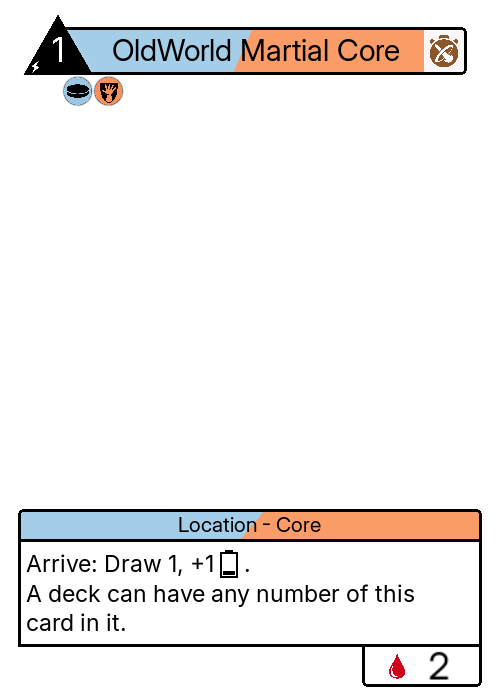 1
OldWorld Martial Core
Location - Core
Arrive: Draw 1, +1 .
A deck can have any number of this
card in it.
2